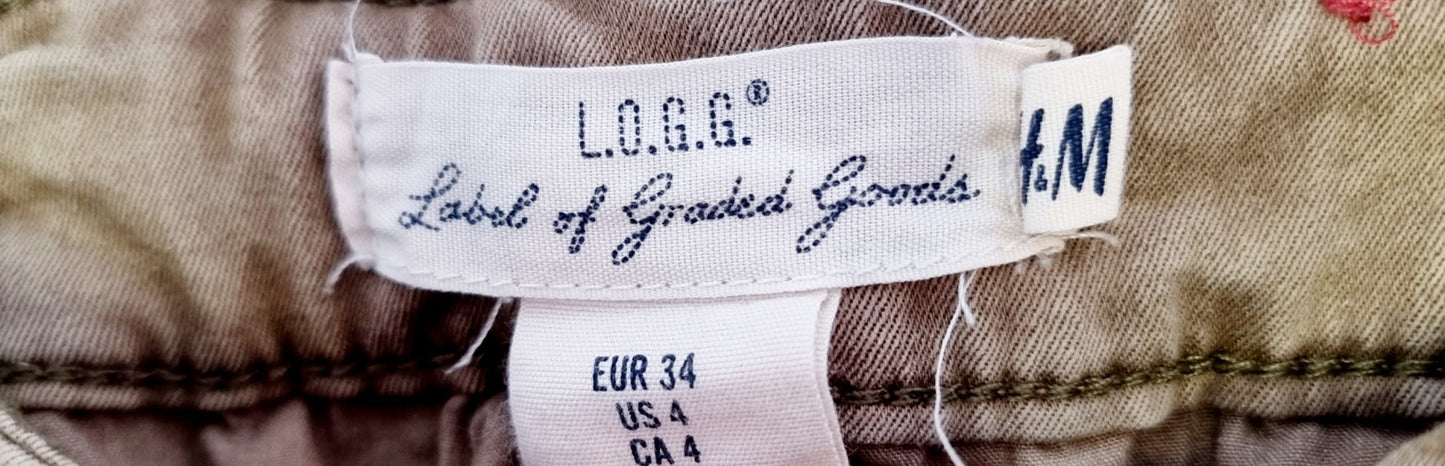 L.O.G.G.®
Label of Graded Goods
H&M
EUR 34
US 4
CA 4